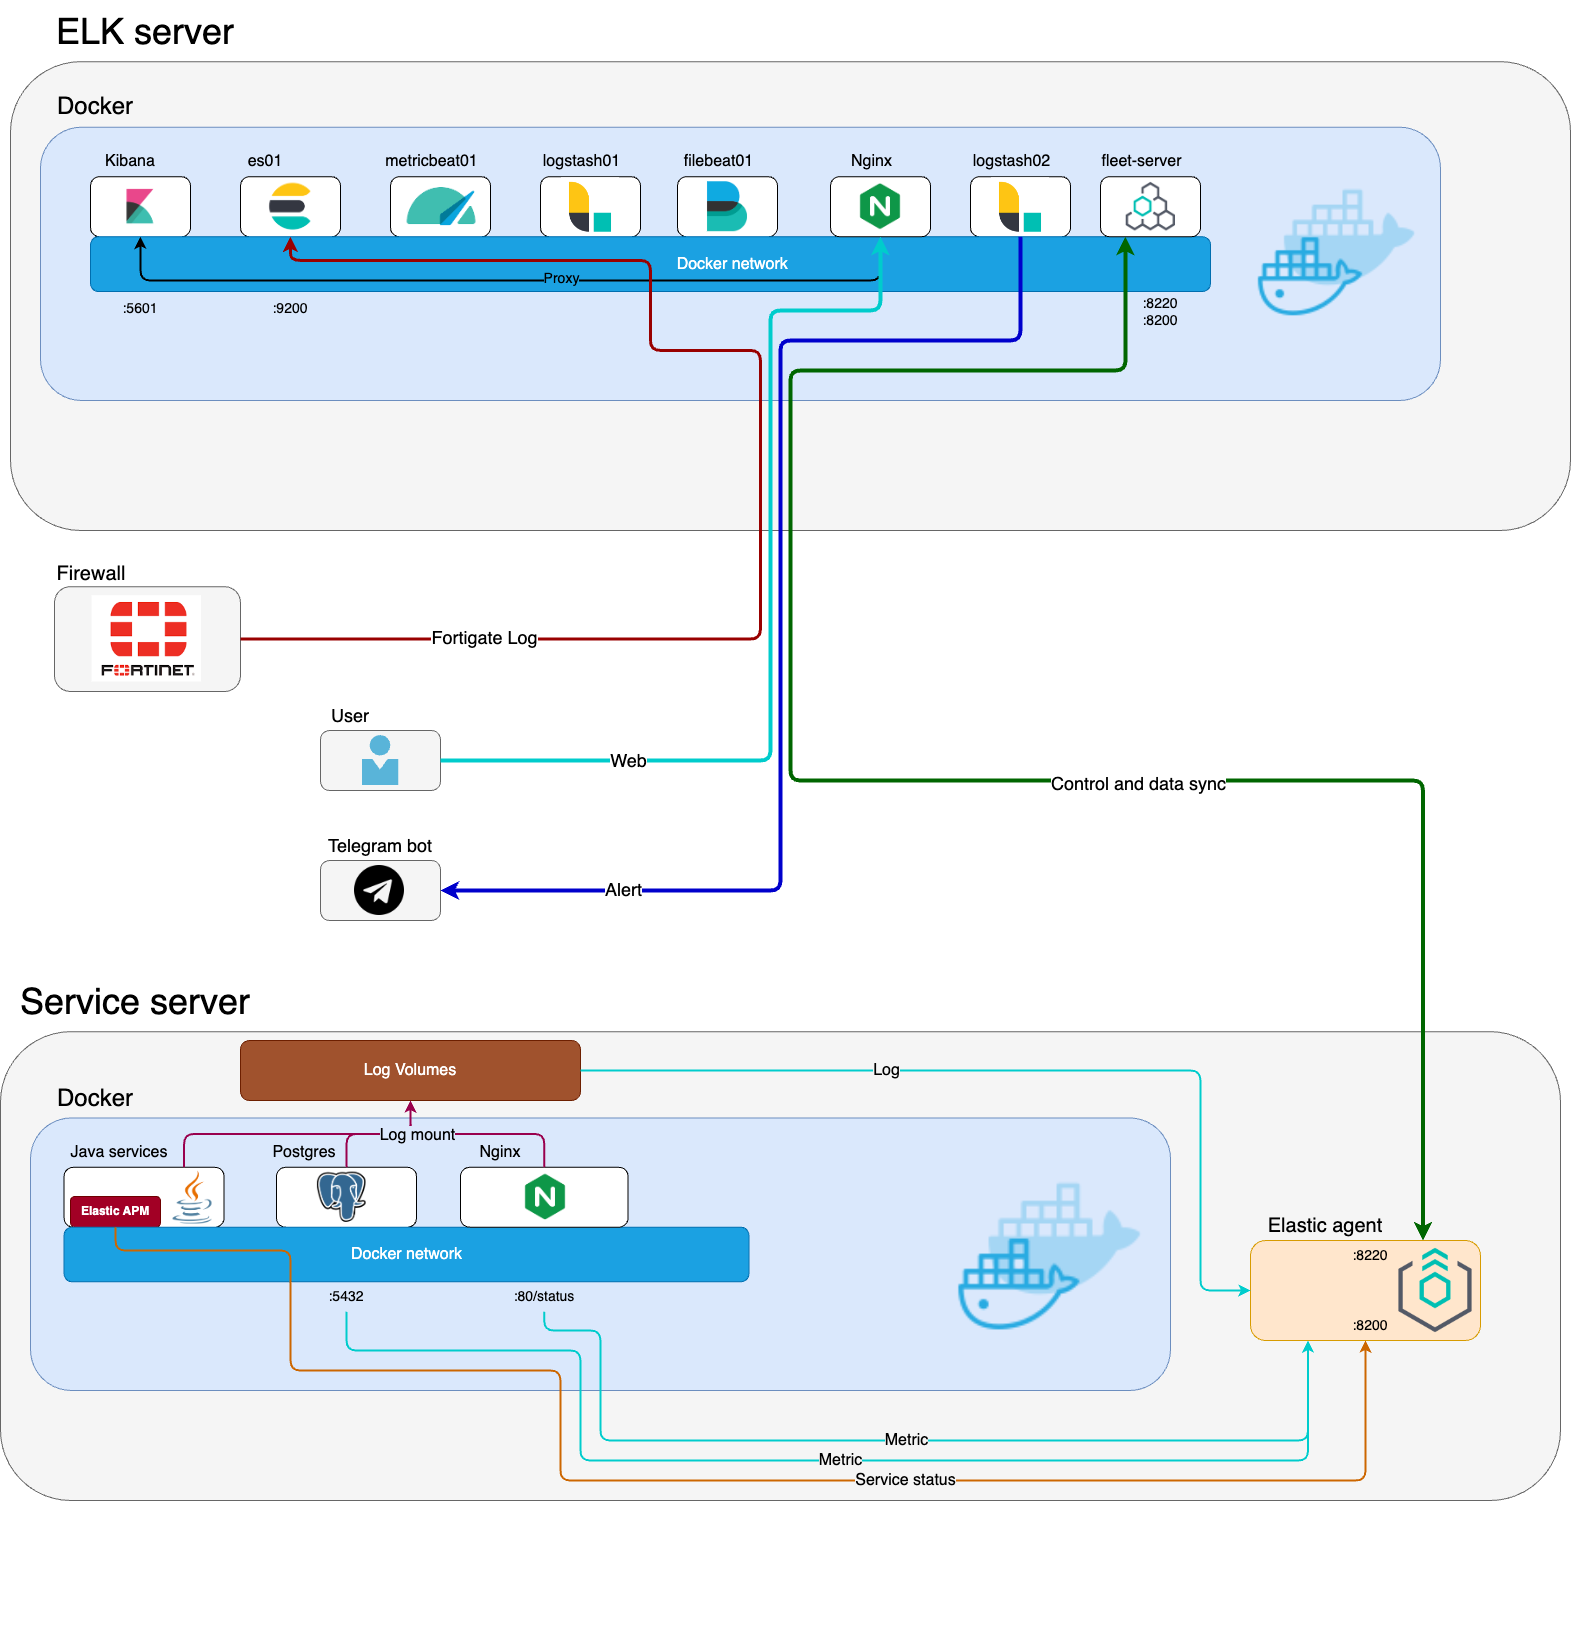 ELK server
Docker
Kibana
es01
metricbeat01
logstash01
filebeat01
Nginx
logstash02
fleet-server
Docker network
Proxy
:5601
:9200
:8220
:8200
Firewall
FORTINET
Fortigate Log
User
Web
Control and data sync
Telegram bot
Alert
Service server
Log Volumes
Log
Docker
Log mount
Java services
Postgres
Nginx
Elastic APM
Docker network
:5432
:80/status
Elastic agent
:8220
:8200
Metric
Metric
Service status